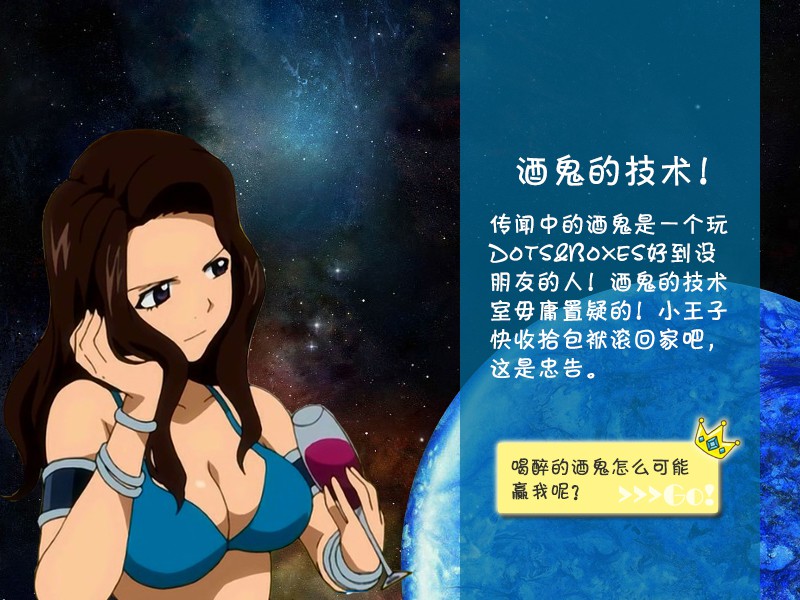 酒鬼的技术!
传闻中的酒鬼是一个玩
DOTS&BOXES好到没
朋友的人!酒鬼的技术
室毋庸置疑的!小王子
快收拾包袱滚回家吧,
这是忠告。
喝醉的酒鬼怎么可能
赢我呢?
>>>Go!